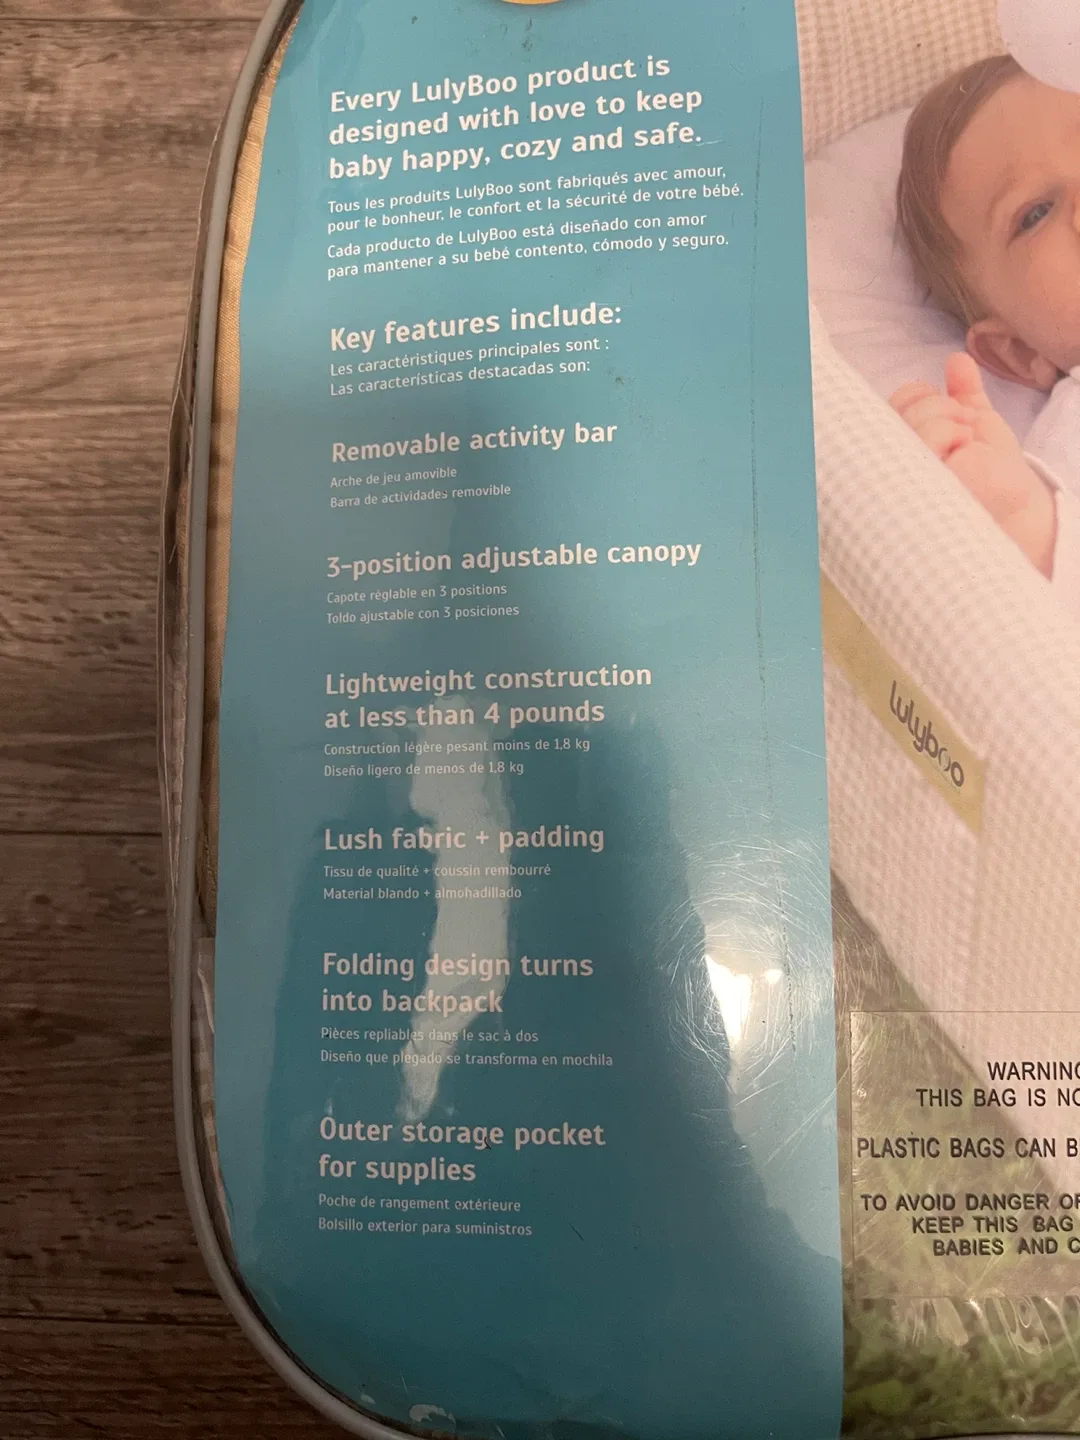 Every LulyBoo product is
designed with love to keep
baby happy, cozy and safe.
Tous les produits LulyBoo sont fabriqués avec amour,
pour le bonheur, le confort et la sécurité de votre bébé.
Cada producto de LulyBoo está diseñado con amor
para mantener a su bebé contento, cómodo y seguro.
Key features include:
Les caractéristiques principales sont :
Las características destacadas son:
Removable activity bar
Arche de jeu amovible
Barra de actividades removible
3-position adjustable canopy
Capote réglable en 3 positions
Toldo ajustable con 3 posiciones
Lightweight construction
at less than 4 pounds
Construction légère pesant moins de 1,8 kg
Diseño ligero de menos de 1,8 kg
Lush fabric + padding
Tissu de qualité + coussin rembourré
Material blando + almohadillado
Folding design turns
into backpack
Pièces repliables dans le sac à dos
Diseño que plegado se transforma en mochila
Outer storage pocket
for supplies
Poche de rangement extérieure
Bolsillo exterior para suministros
lulyboo
WARNING
THIS BAG IS
PLASTIC BAGS CAN
TO AVOID DANGER
KEEP THIS BAG
BABIES AND